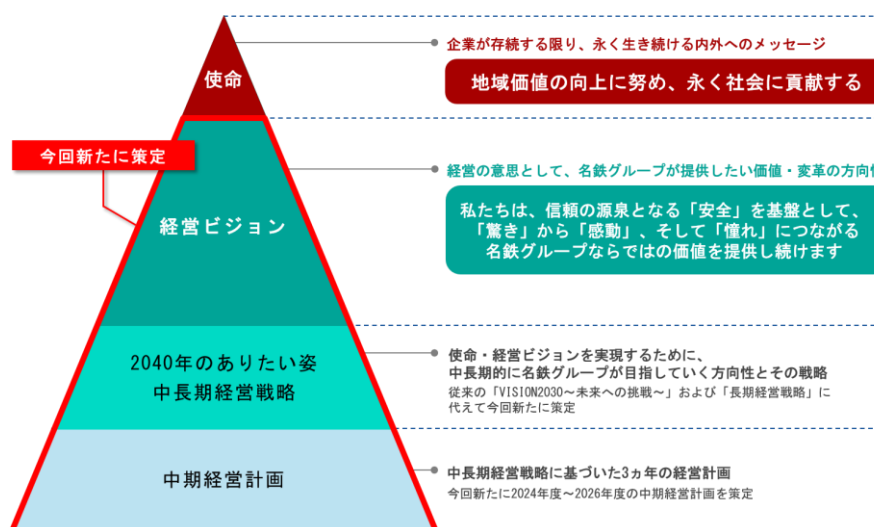 企業が存続する限り、永く生き続ける内外へのメッセージ
使命
地域価値の向上に努め、永く社会に貢献する
今回新たに策定
経営の意思として、名鉄グループが提供したい価値・変革の方向
経営ビジョン
私たちは、信頼の源泉となる「安全」を基盤として、
「驚き」から「感動」、そして「憧れ」につながる
名鉄グループならではの価値を提供し続けます
2040年のありたい姿
中長期経営戦略
使命・経営ビジョンを実現するために、
中長期的に名鉄グループが目指していく方向性とその戦略
従来の「VISION2030～未来への挑戦～」および「長期経営戦略」に
代えて今回新たに策定
中期経営計画
中長期経営戦略に基づいた3ヵ年の経営計画
今回新たに2024年度～2026年度の中期経営計画を策定